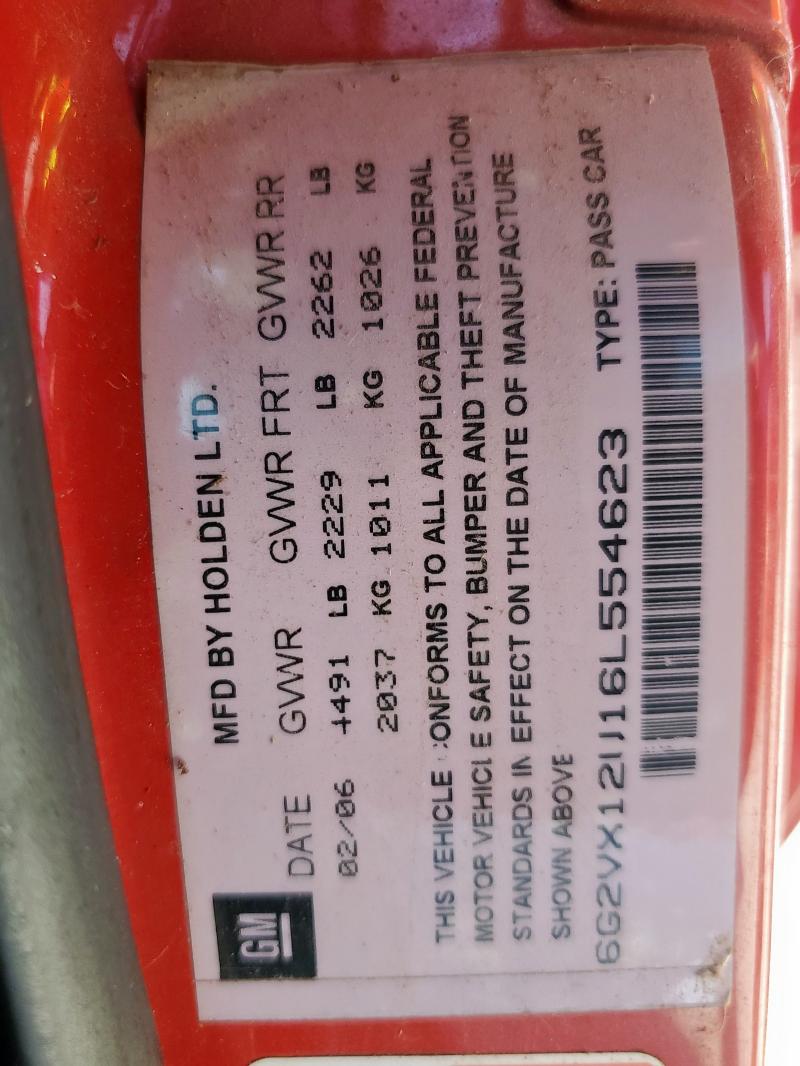 GM
MFD BY HOLDEN LTD.
DATE GVWR GVWR FRT GVWR RR
02/06 4491 LB 2229 LB 2262 LB
2037 KG 1011 KG 1026 KG
THIS VEHICLE CONFORMS TO ALL APPLICABLE FEDERAL
MOTOR VEHICLE SAFETY, BUMPER AND THEFT PREVENTION
STANDARDS IN EFFECT ON THE DATE OF MANUFACTURE
SHOWN ABOVE
6G2VX12U16L554623 TYPE: PASS CAR